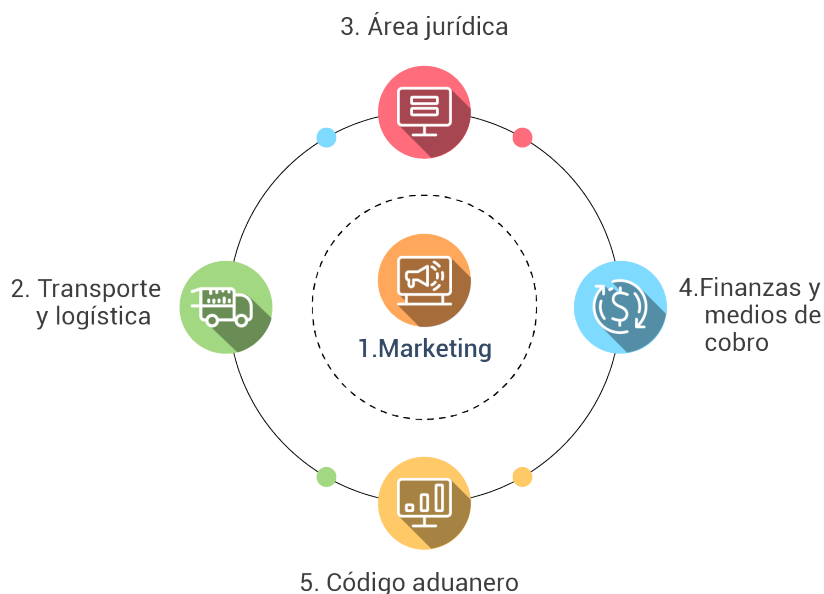 3. Área jurídica
2. Transporte
y logística
1.Marketing
4.Finanzas y
medios de
cobro
5. Código aduanero